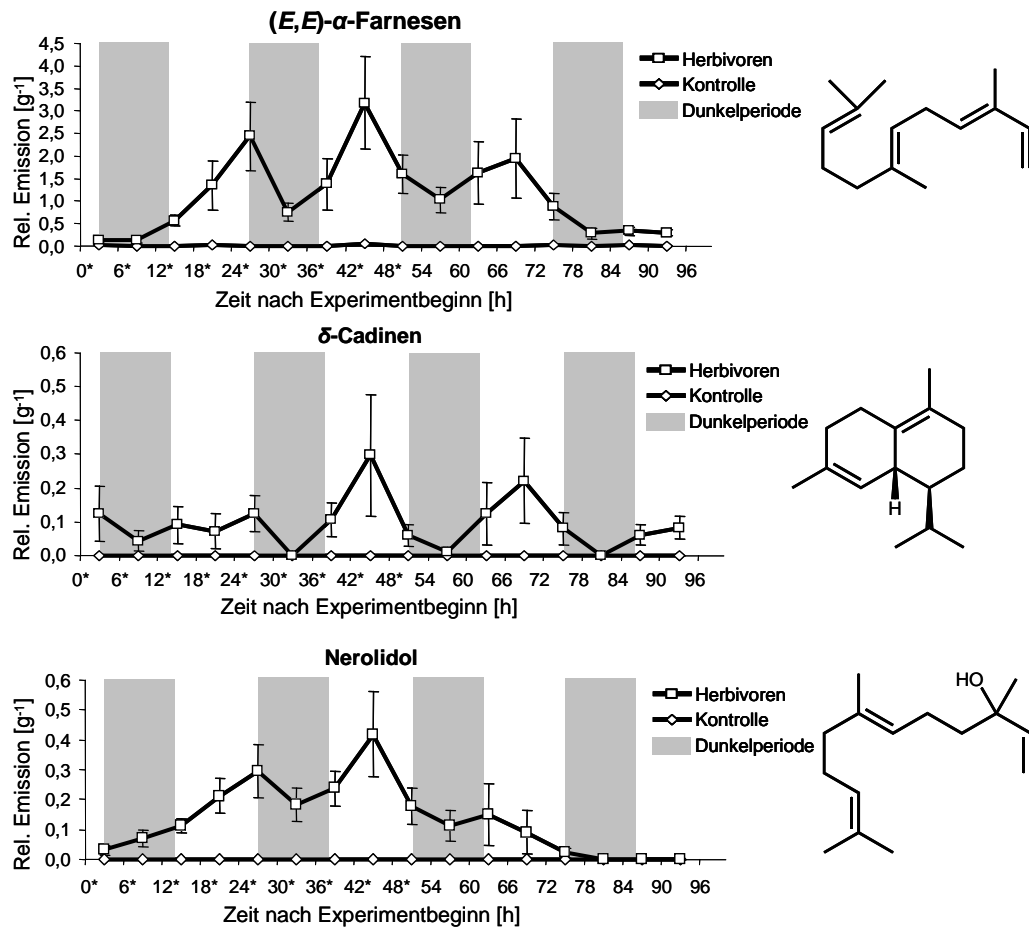 (E,E)-α-Farnesen
4,5
4,0
3,5
3,0
2,5
2,0
1,5
1,0
0,5
0,0
Rel. Emission [g-1]
0* 6* 12* 18* 24* 30* 36* 42* 48* 54 60 66 72 78 84 90 96
Zeit nach Experimentbeginn [h]
Herbivoren
Kontrolle
Dunkelperiode
δ-Cadinen
0,6
0,5
0,4
0,3
0,2
0,1
0,0
Rel. Emission [g-1]
0* 6* 12* 18* 24* 30* 36* 42* 48* 54 60 66 72 78 84 90 96
Zeit nach Experimentbeginn [h]
Herbivoren
Kontrolle
Dunkelperiode
H
Nerolidol
0,6
0,5
0,4
0,3
0,2
0,1
0,0
Rel. Emission [g-1]
0* 6* 12* 18* 24* 30* 36* 42* 48* 54 60 66 72 78 84 90 96
Zeit nach Experimentbeginn [h]
Herbivoren
Kontrolle
Dunkelperiode
HO